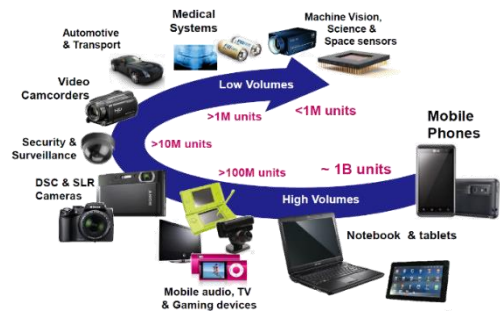 Medical
Systems
Machine Vision,
Science &
Space sensors
Automotive
& Transport
Low Volumes
Video
Camcorders
>1M units
<1M units
Mobile
Phones
Security &
Surveillance
>10M units
>100M units
~ 1B units
DSC & SLR
Cameras
High Volumes
Notebook & tablets
Mobile audio, TV
& Gaming devices